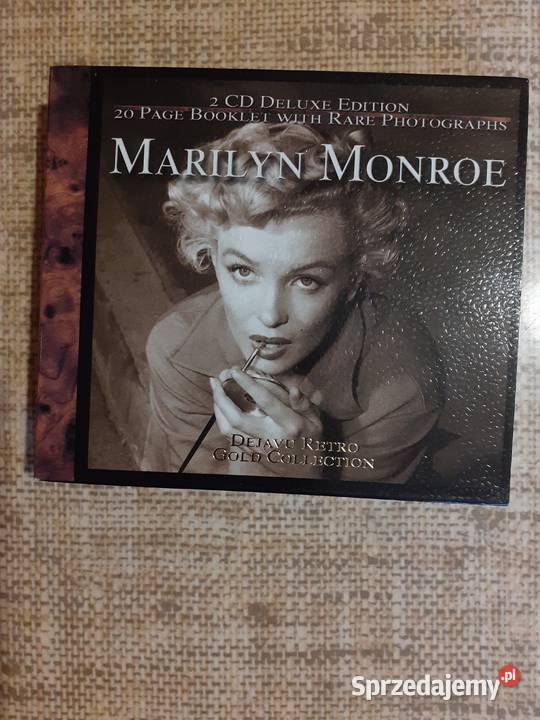 2 CD Deluxe Edition
20 Page Booklet with Rare Photographs
Marilyn Monroe
Dejavu Retro
Gold Collection
Sprzedajemy.pl